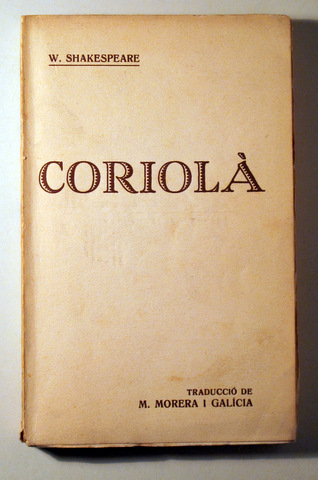 W. SHAKESPEARE
CORIOLÀ
TRADUCCIÓ DE
M. MORERA I GALÍCIA